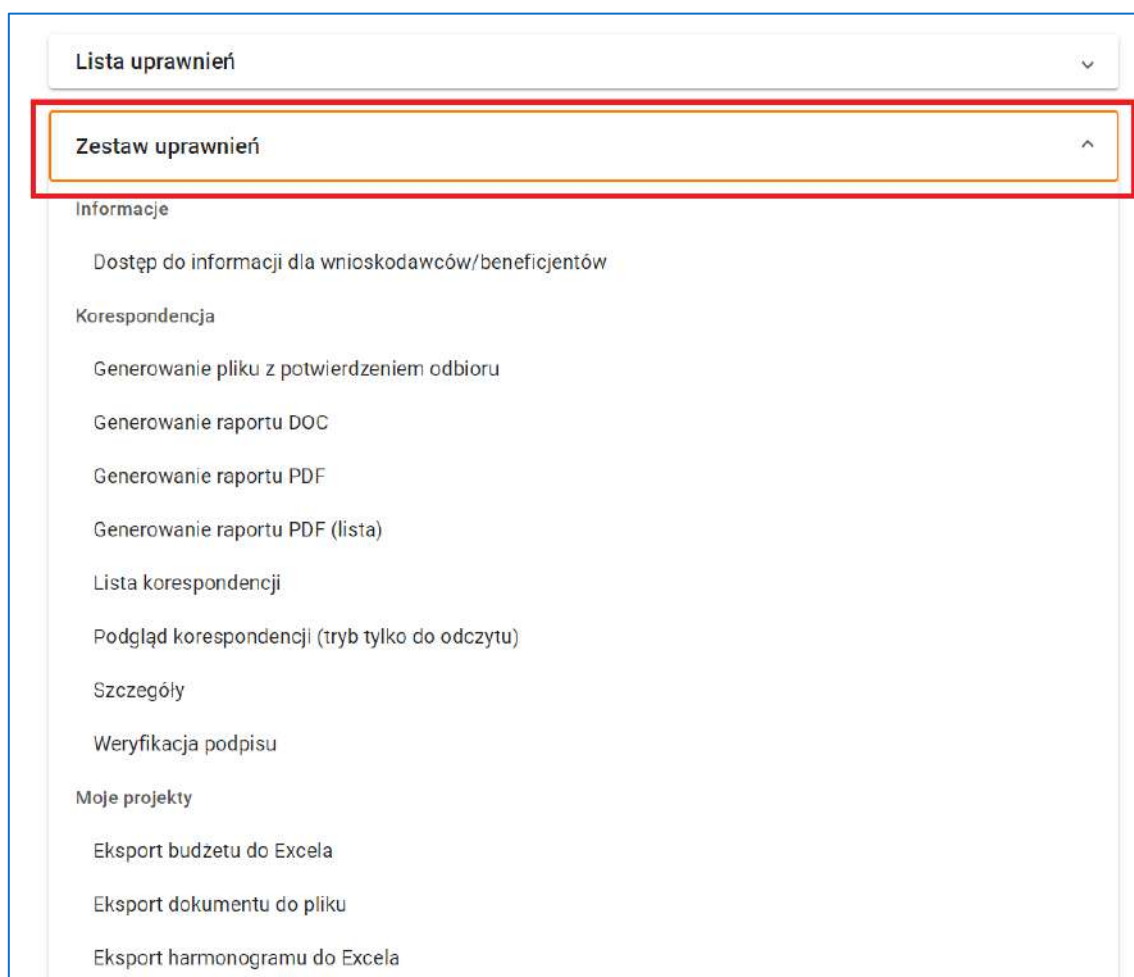 Lista uprawnień
Zestaw uprawnień
Informacje
Dostęp do informacji dla wnioskodawców/beneficjentów
Korespondencja
Generowanie pliku z potwierdzeniem odbioru
Generowanie raportu DOC
Generowanie raportu PDF
Generowanie raportu PDF (lista)
Lista korespondencji
Podgląd korespondencji (tryb tylko do odczytu)
Szczegóły
Weryfikacja podpisu
Moje projekty
Eksport budżetu do Excela
Eksport dokumentu do pliku
Eksport harmonogramu do Excela